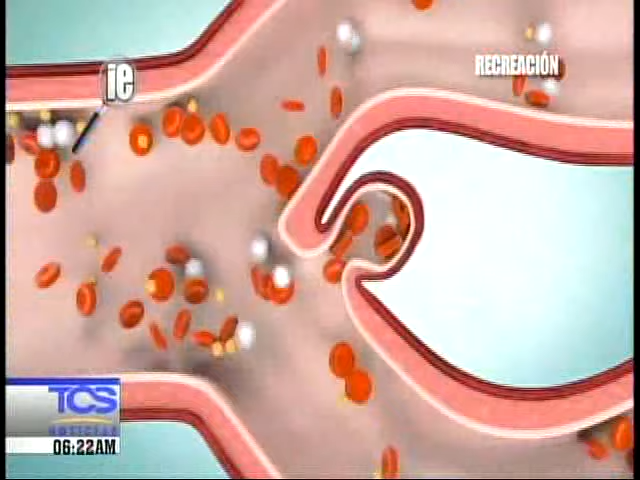 ie
RECREACIÓN
TCS
NOTICIAS
06:22AM